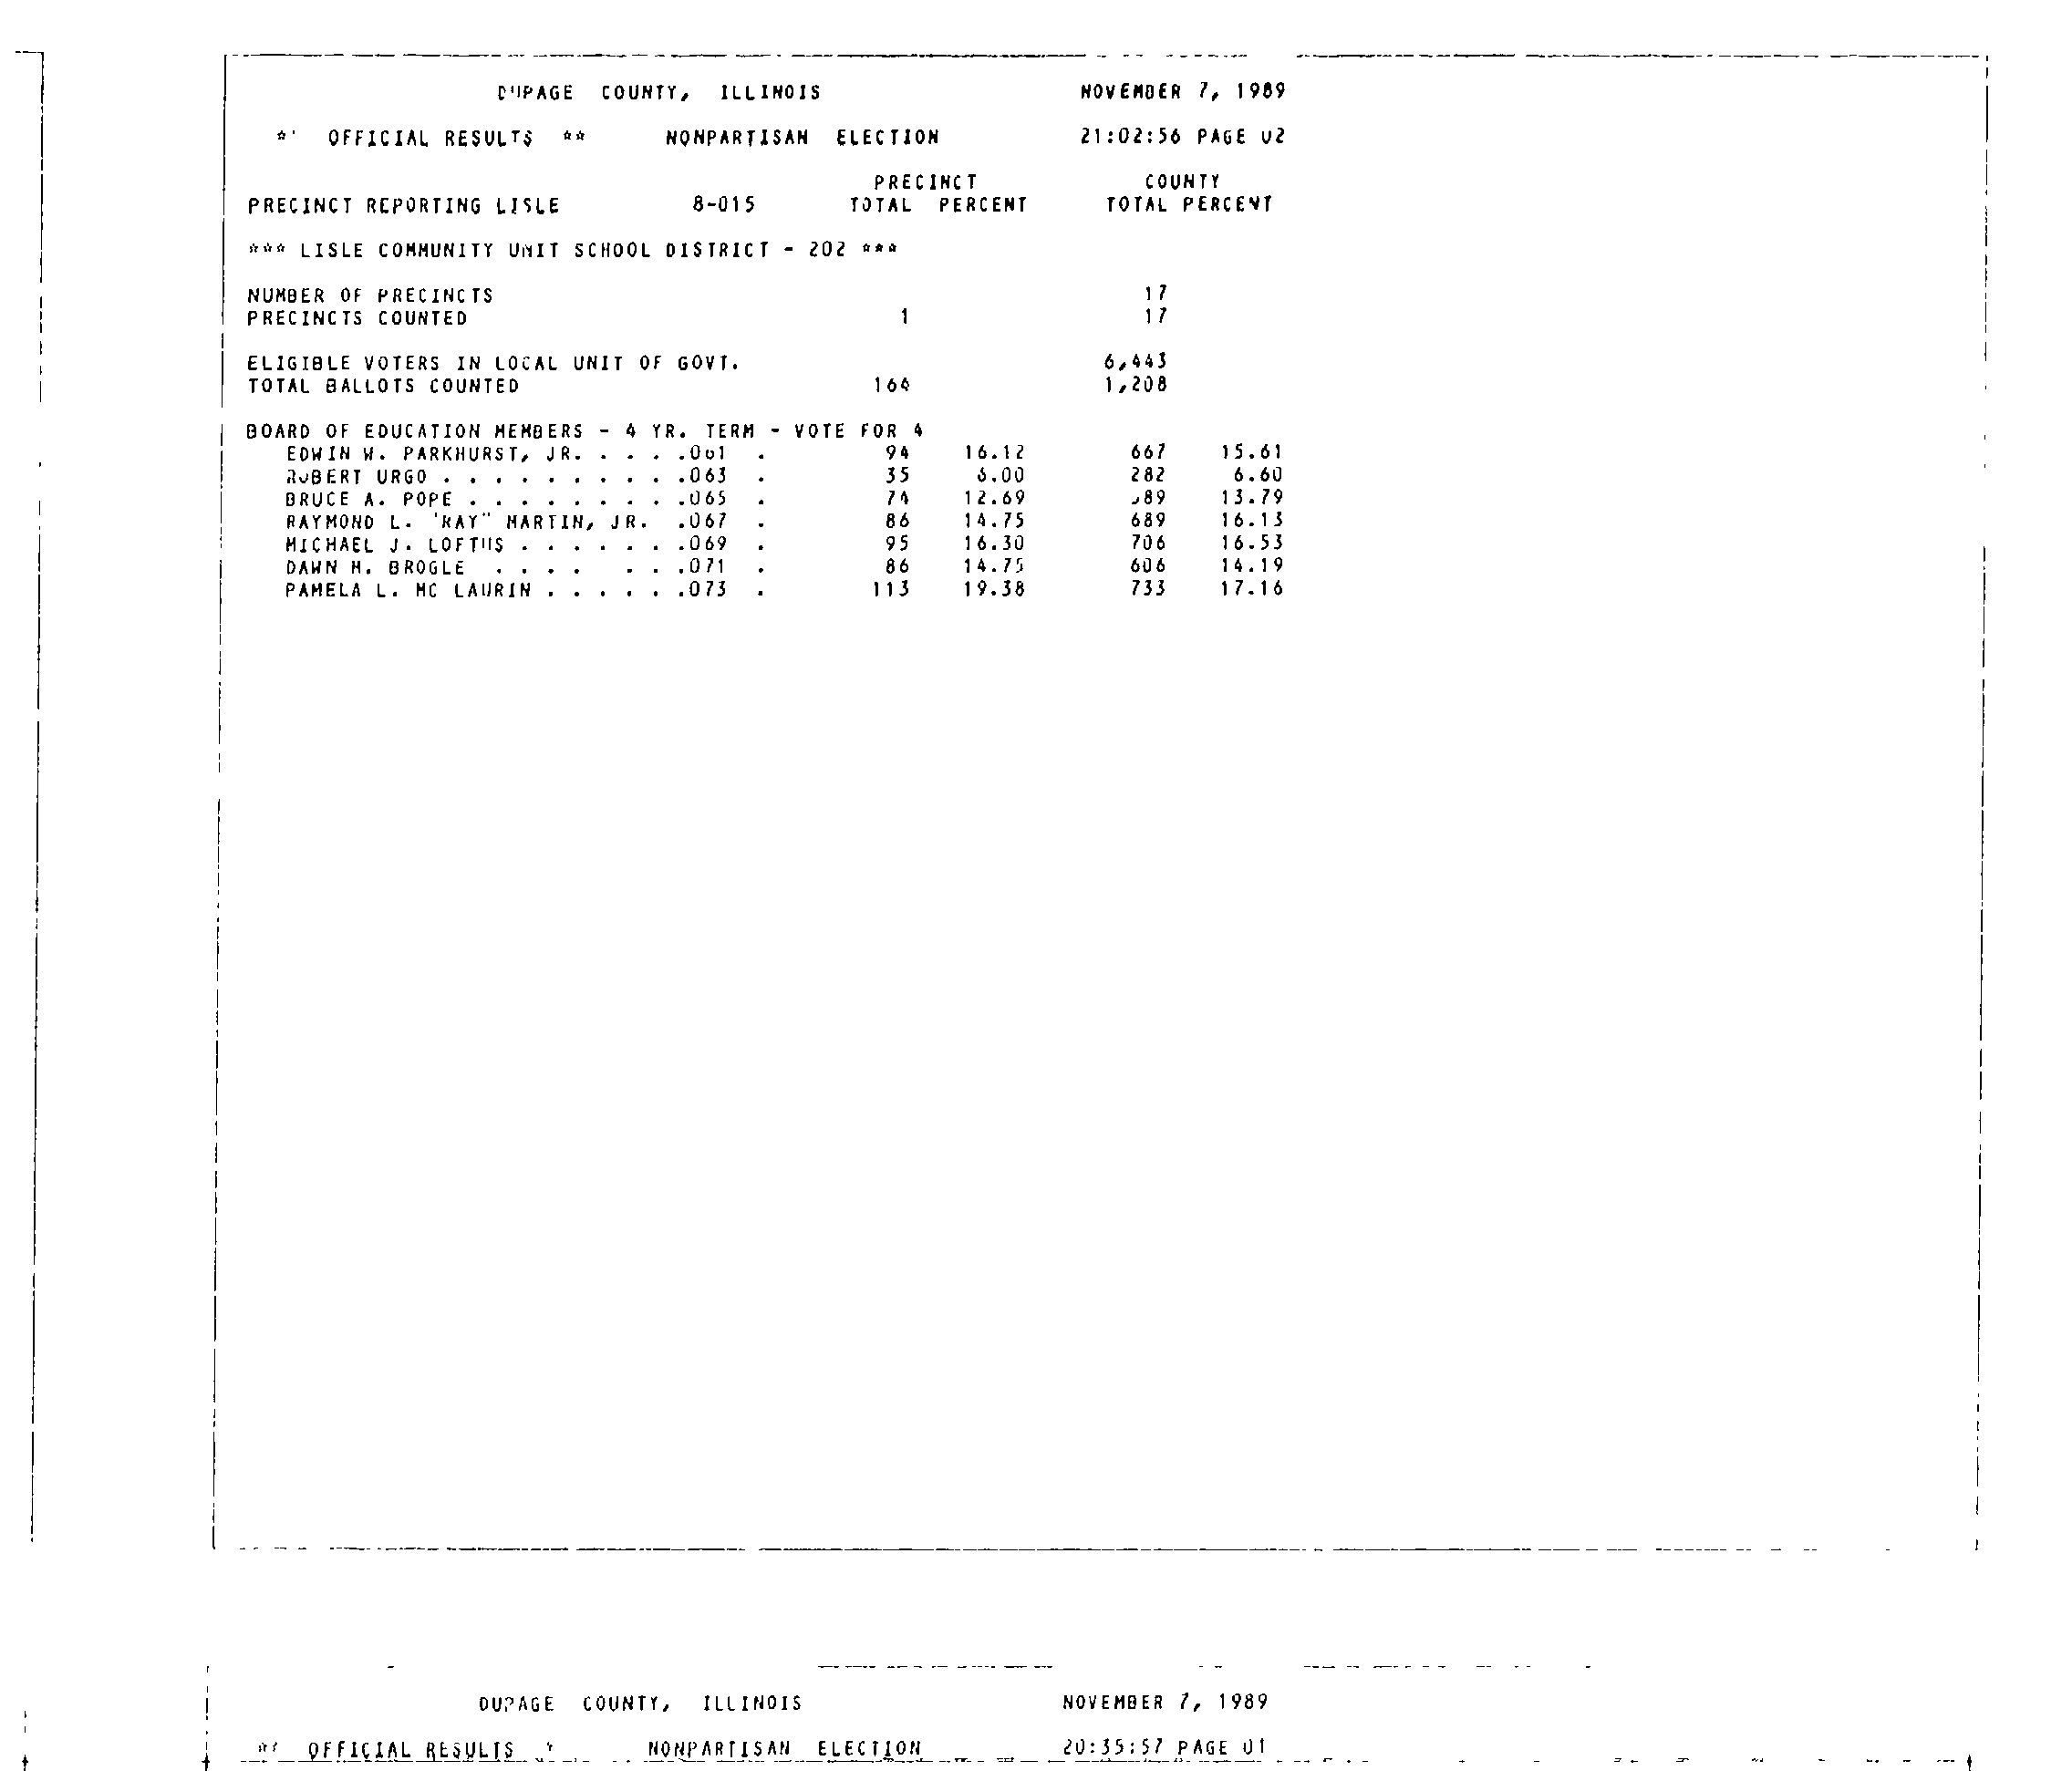 DUPAGE COUNTY, ILLINOIS NOVEMBER 7, 1989
** OFFICIAL RESULTS ** NONPARTISAN ELECTION 21:02:56 PAGE 02
PRECINCT COUNTY
PRECINCT REPORTING LISLE 8-015 TOTAL PERCENT TOTAL PERCENT
*** LISLE COMMUNITY UNIT SCHOOL DISTRICT - 202 ***
NUMBER OF PRECINCTS 17
PRECINCTS COUNTED 1 17
ELIGIBLE VOTERS IN LOCAL UNIT OF GOVT. 6,443
TOTAL BALLOTS COUNTED 164 1,208
BOARD OF EDUCATION MEMBERS - 4 YR. TERM - VOTE FOR 4
EDWIN W. PARKHURST, JR. . . . .061 . 94 16.12 667 15.61
ROBERT URGO . . . . . . . . . .063 . 35 6.00 282 6.60
BRUCE A. POPE . . . . . . . . .065 . 74 12.69 589 13.79
RAYMOND L. "RAY" MARTIN, JR. .067 . 86 14.75 689 16.13
MICHAEL J. LOFTUS . . . . . . .069 . 95 16.30 706 16.53
DAWN M. BROGLE . . . . . . .071 . 86 14.75 606 14.19
PAMELA L. MC LAURIN . . . . . .073 . 113 19.38 733 17.16
DUPAGE COUNTY, ILLINOIS NOVEMBER 7, 1989
OFFICIAL RESULTS NONPARTISAN ELECTION 20:35:57 PAGE 01